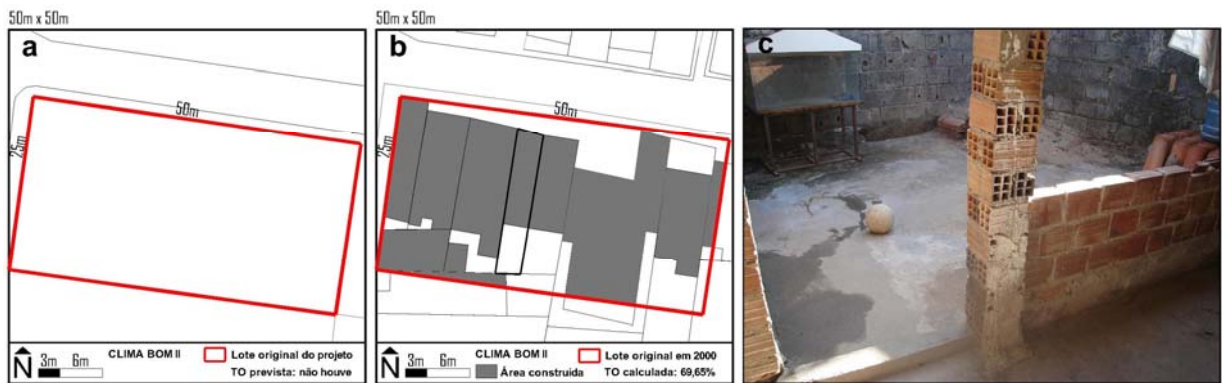 50m x 50m
a
50m
25m
N
3m 6m
CLIMA BOM II
Lote original do projeto
TO prevista: não houve
50m x 50m
b
50m
25m
N
3m 6m
CLIMA BOM II
Lote original em 2000
Área construída
TO calculada: 69,65%
c